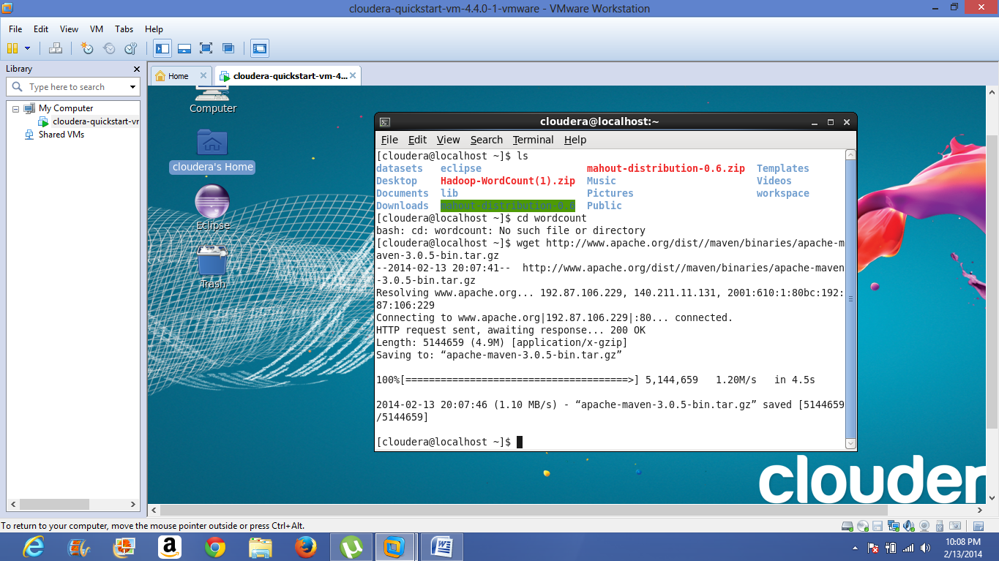 cloudera-quickstart-vm-4.4.0-1-vmware - VMware Workstation
File Edit View VM Tabs Help
Library
Type here to search
My Computer
cloudera-quickstart-vr
Shared VMs
Home
cloudera-quickstart-vm-4...
Computer
cloudera's Home
Eclipse
Trash
cloudera@localhost:~
File Edit View Search Terminal Help
[cloudera@localhost ~]$ ls
datasets eclipse mahout-distribution-0.6.zip Templates
Desktop Hadoop-WordCount(1).zip Music Videos
Documents lib Pictures workspace
Downloads mahout-distribution-0.6 Public
[cloudera@localhost ~]$ cd wordcount
bash: cd: wordcount: No such file or directory
[cloudera@localhost ~]$ wget http://www.apache.org/dist//maven/binaries/apache-m
aven-3.0.5-bin.tar.gz
--2014-02-13 20:07:41-- http://www.apache.org/dist//maven/binaries/apache-maven
-3.0.5-bin.tar.gz
Resolving www.apache.org... 192.87.106.229, 140.211.11.131, 2001:610:1:80bc:192:
87:106:229
Connecting to www.apache.org|192.87.106.229|:80... connected.
HTTP request sent, awaiting response... 200 OK
Length: 5144659 (4.9M) [application/x-gzip]
Saving to: “apache-maven-3.0.5-bin.tar.gz”
100%[======================================>] 5,144,659 1.20M/s in 4.5s
2014-02-13 20:07:46 (1.10 MB/s) - “apache-maven-3.0.5-bin.tar.gz” saved [5144659
/5144659]
[cloudera@localhost ~]$
clouder
To return to your computer, move the mouse pointer outside or press Ctrl+Alt.
10:08 PM
2/13/2014